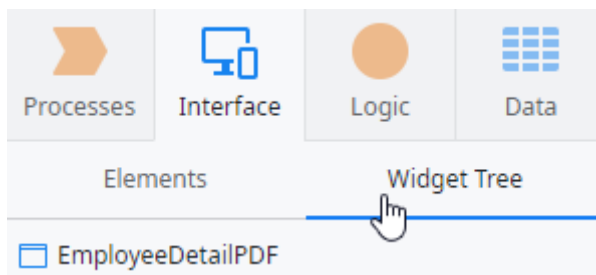 Processes Interface Logic Data
Elements Widget Tree
EmployeeDetailPDF